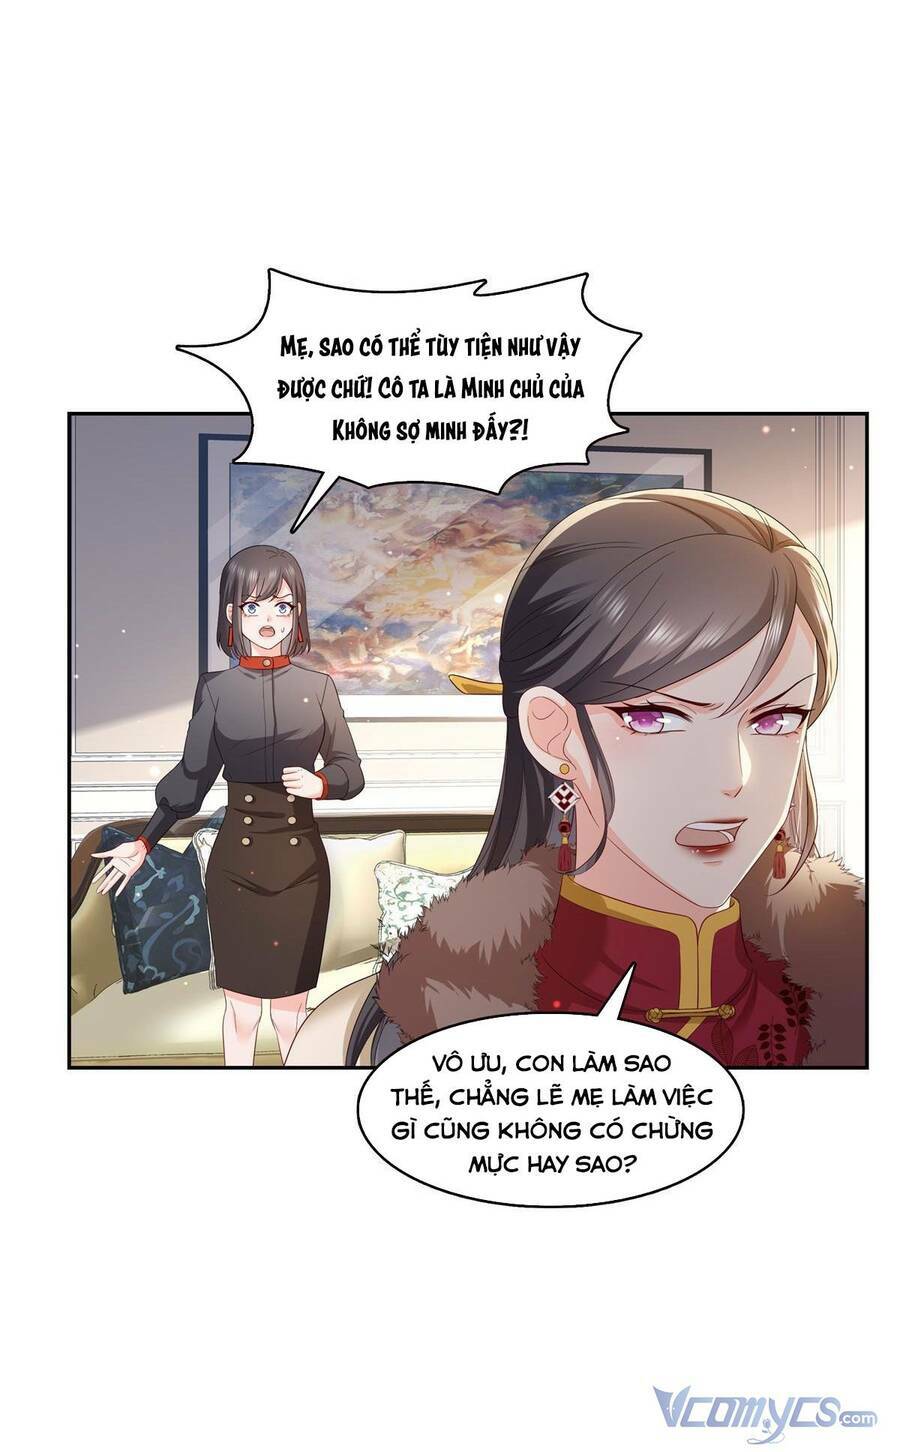 MẸ, SAO CÓ THỂ TÙY TIỆN NHƯ VẬY
ĐƯỢC CHỨ! CÔ TA LÀ MINH CHỦ CỦA
KHÔNG SỢ MINH ĐẤY?!
VÔ ƯU, CON LÀM SAO
THẾ, CHẲNG LẼ MẸ LÀM VIỆC
GÌ CŨNG KHÔNG CÓ CHỪNG
MỰC HAY SAO?
VCOMYCS.com